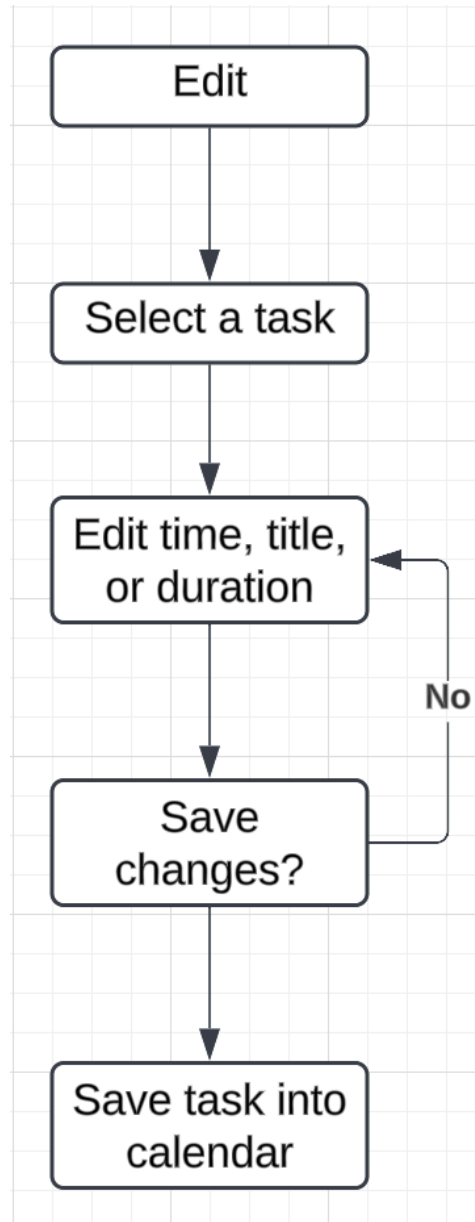 Edit
Select a task
Edit time, title,
or duration
No
Save
changes?
Save task into
calendar